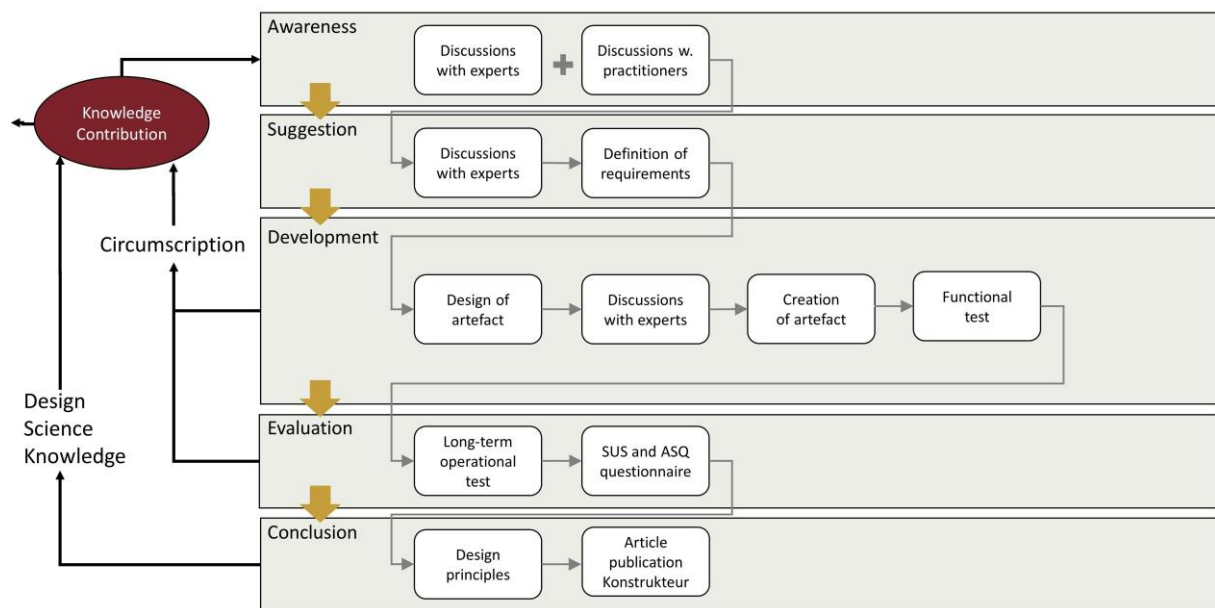 Awareness
Discussions
with experts
Discussions w.
practitioners
Knowledge
Contribution
Suggestion
Discussions
with experts
Definition of
requirements
Circumscription
Development
Design of
artefact
Discussions
with experts
Creation
of artefact
Functional
test
Design
Science
Knowledge
Evaluation
Long-term
operational
test
SUS and ASQ
questionnaire
Conclusion
Design
principles
Article
publication
Konstrukteur